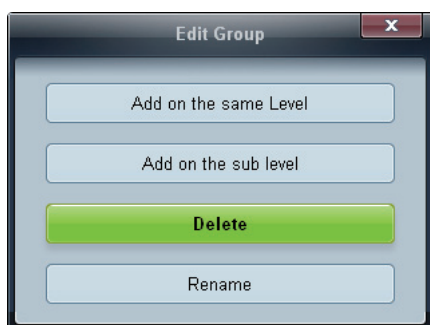 Edit Group
x
Add on the same Level
Add on the sub level
Delete
Rename